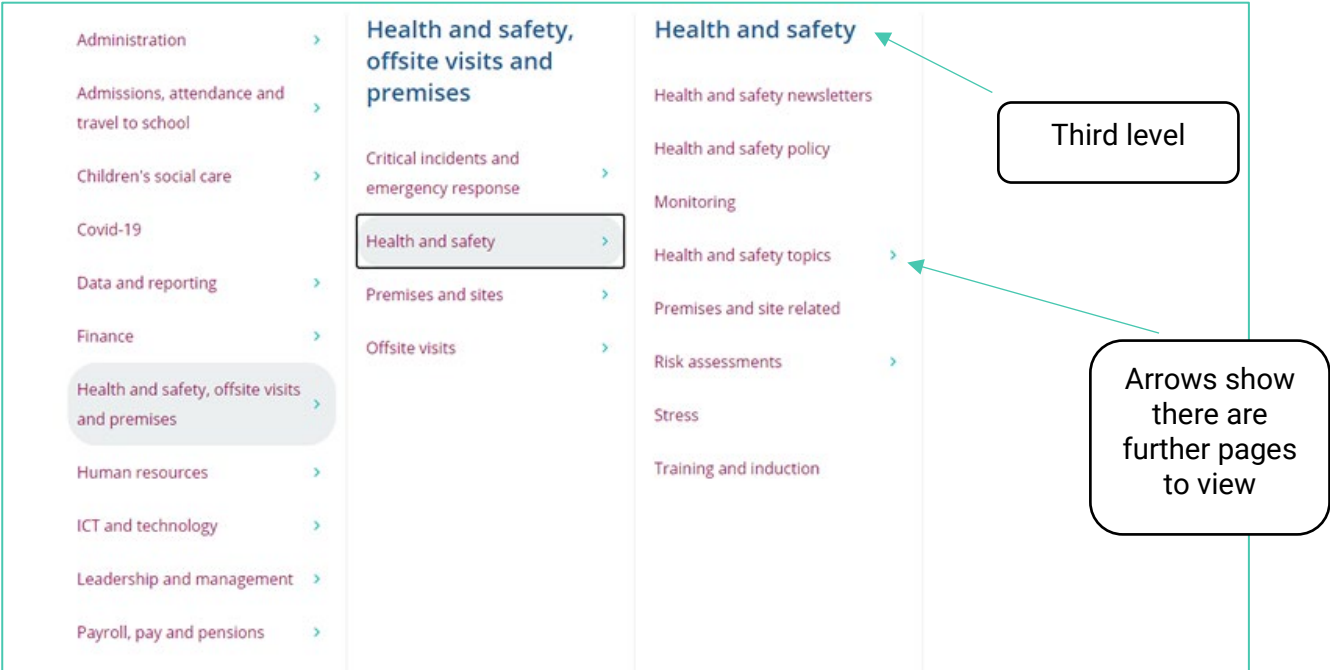 Administration
Admissions, attendance and
travel to school
Children's social care
Covid-19
Data and reporting
Finance
Health and safety, offsite visits
and premises
Human resources
ICT and technology
Leadership and management
Payroll, pay and pensions
Health and safety,
offsite visits and
premises
Critical incidents and
emergency response
Health and safety
Premises and sites
Offsite visits
Health and safety
Health and safety newsletters
Health and safety policy
Monitoring
Health and safety topics
Premises and site related
Risk assessments
Stress
Training and induction
Third level
Arrows show
there are
further pages
to view